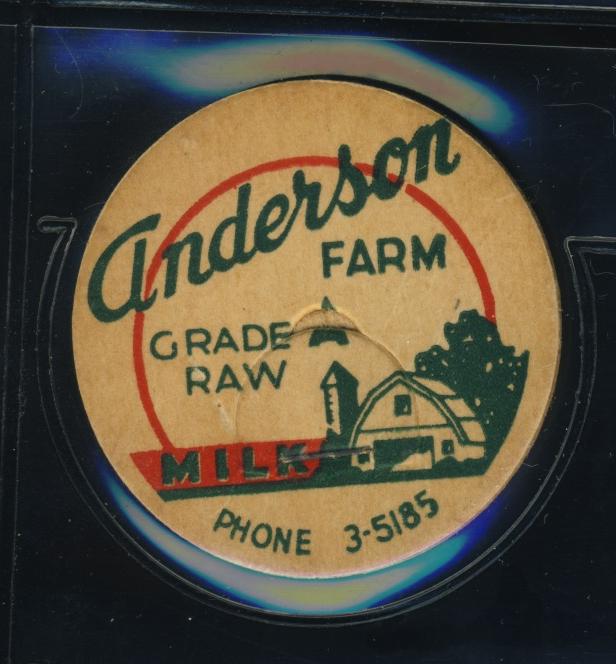 Anderson
FARM
GRADE A
RAW
MILK
PHONE 3-5185